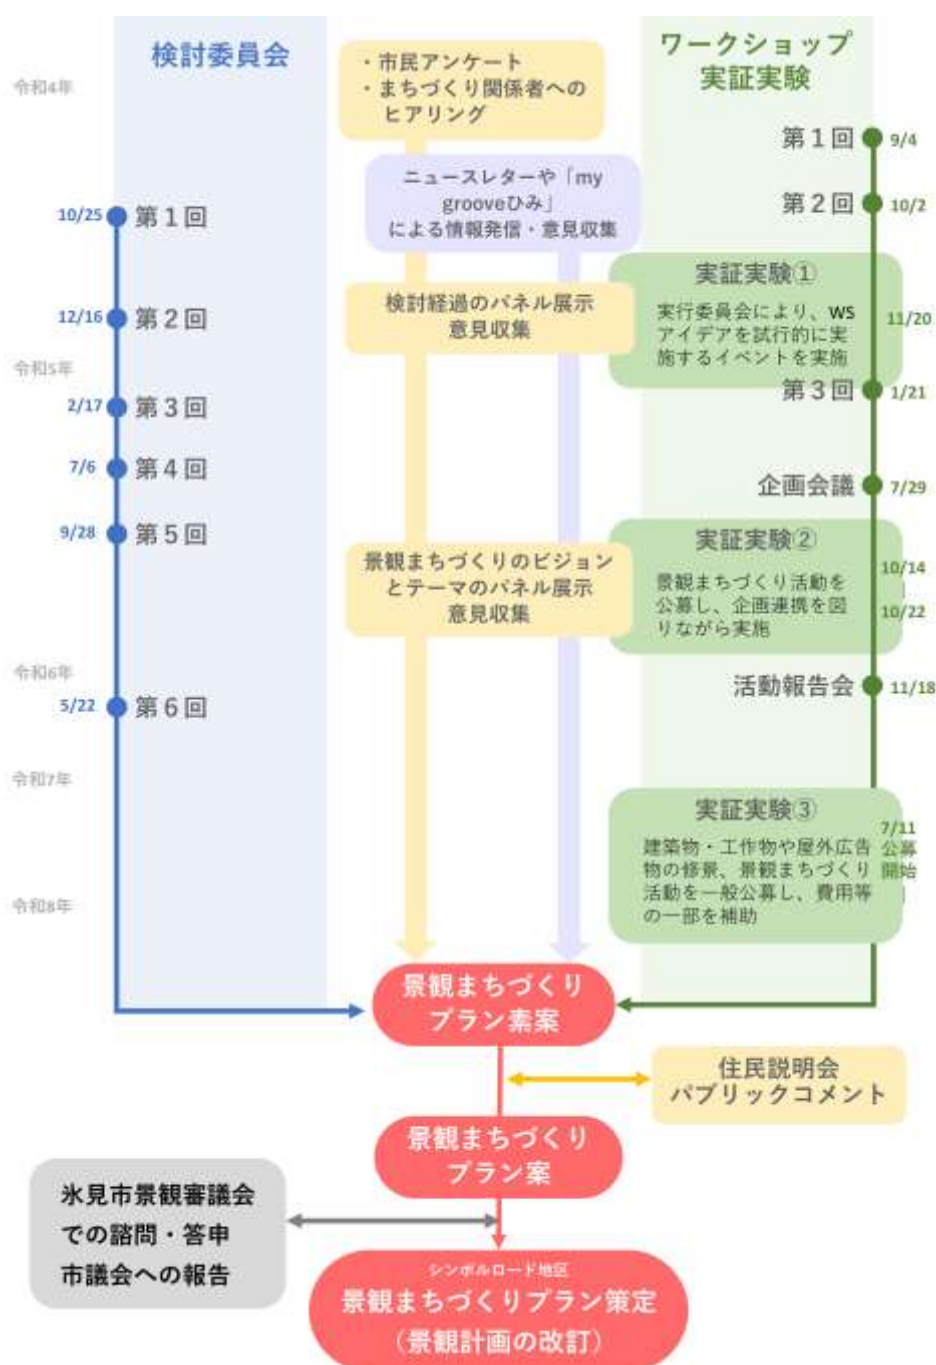 検討委員会
令和4年
10/25 第1回
12/16 第2回
令和5年
2/17 第3回
7/6 第4回
9/28 第5回
令和6年
5/22 第6回
令和7年
令和8年
・市民アンケート
・まちづくり関係者への
ヒアリング
ニュースレターや「my
grooveひみ」
による情報発信・意見収集
検討経過のパネル展示
意見収集
景観まちづくりのビジョン
とテーマのパネル展示
意見収集
ワークショップ
実証実験
第1回 9/4
第2回 10/2
実証実験①
実行委員会により、WS
アイデアを試行的に実
施するイベントを実施
11/20
第3回 1/21
企画会議 7/29
実証実験②
景観まちづくり活動を
公募し、企画連携を図
りながら実施
10/14
|
10/22
活動報告会 11/18
実証実験③
建築物・工作物や屋外広告
物の修景、景観まちづくり
活動を一般公募し、費用等
の一部を補助
7/11
公募
開始
|
景観まちづくり
プラン素案
住民説明会
パブリックコメント
景観まちづくり
プラン案
氷見市景観審議会
での諮問・答申
市議会への報告
シンボルロード地区
景観まちづくりプラン策定
（景観計画の改訂）